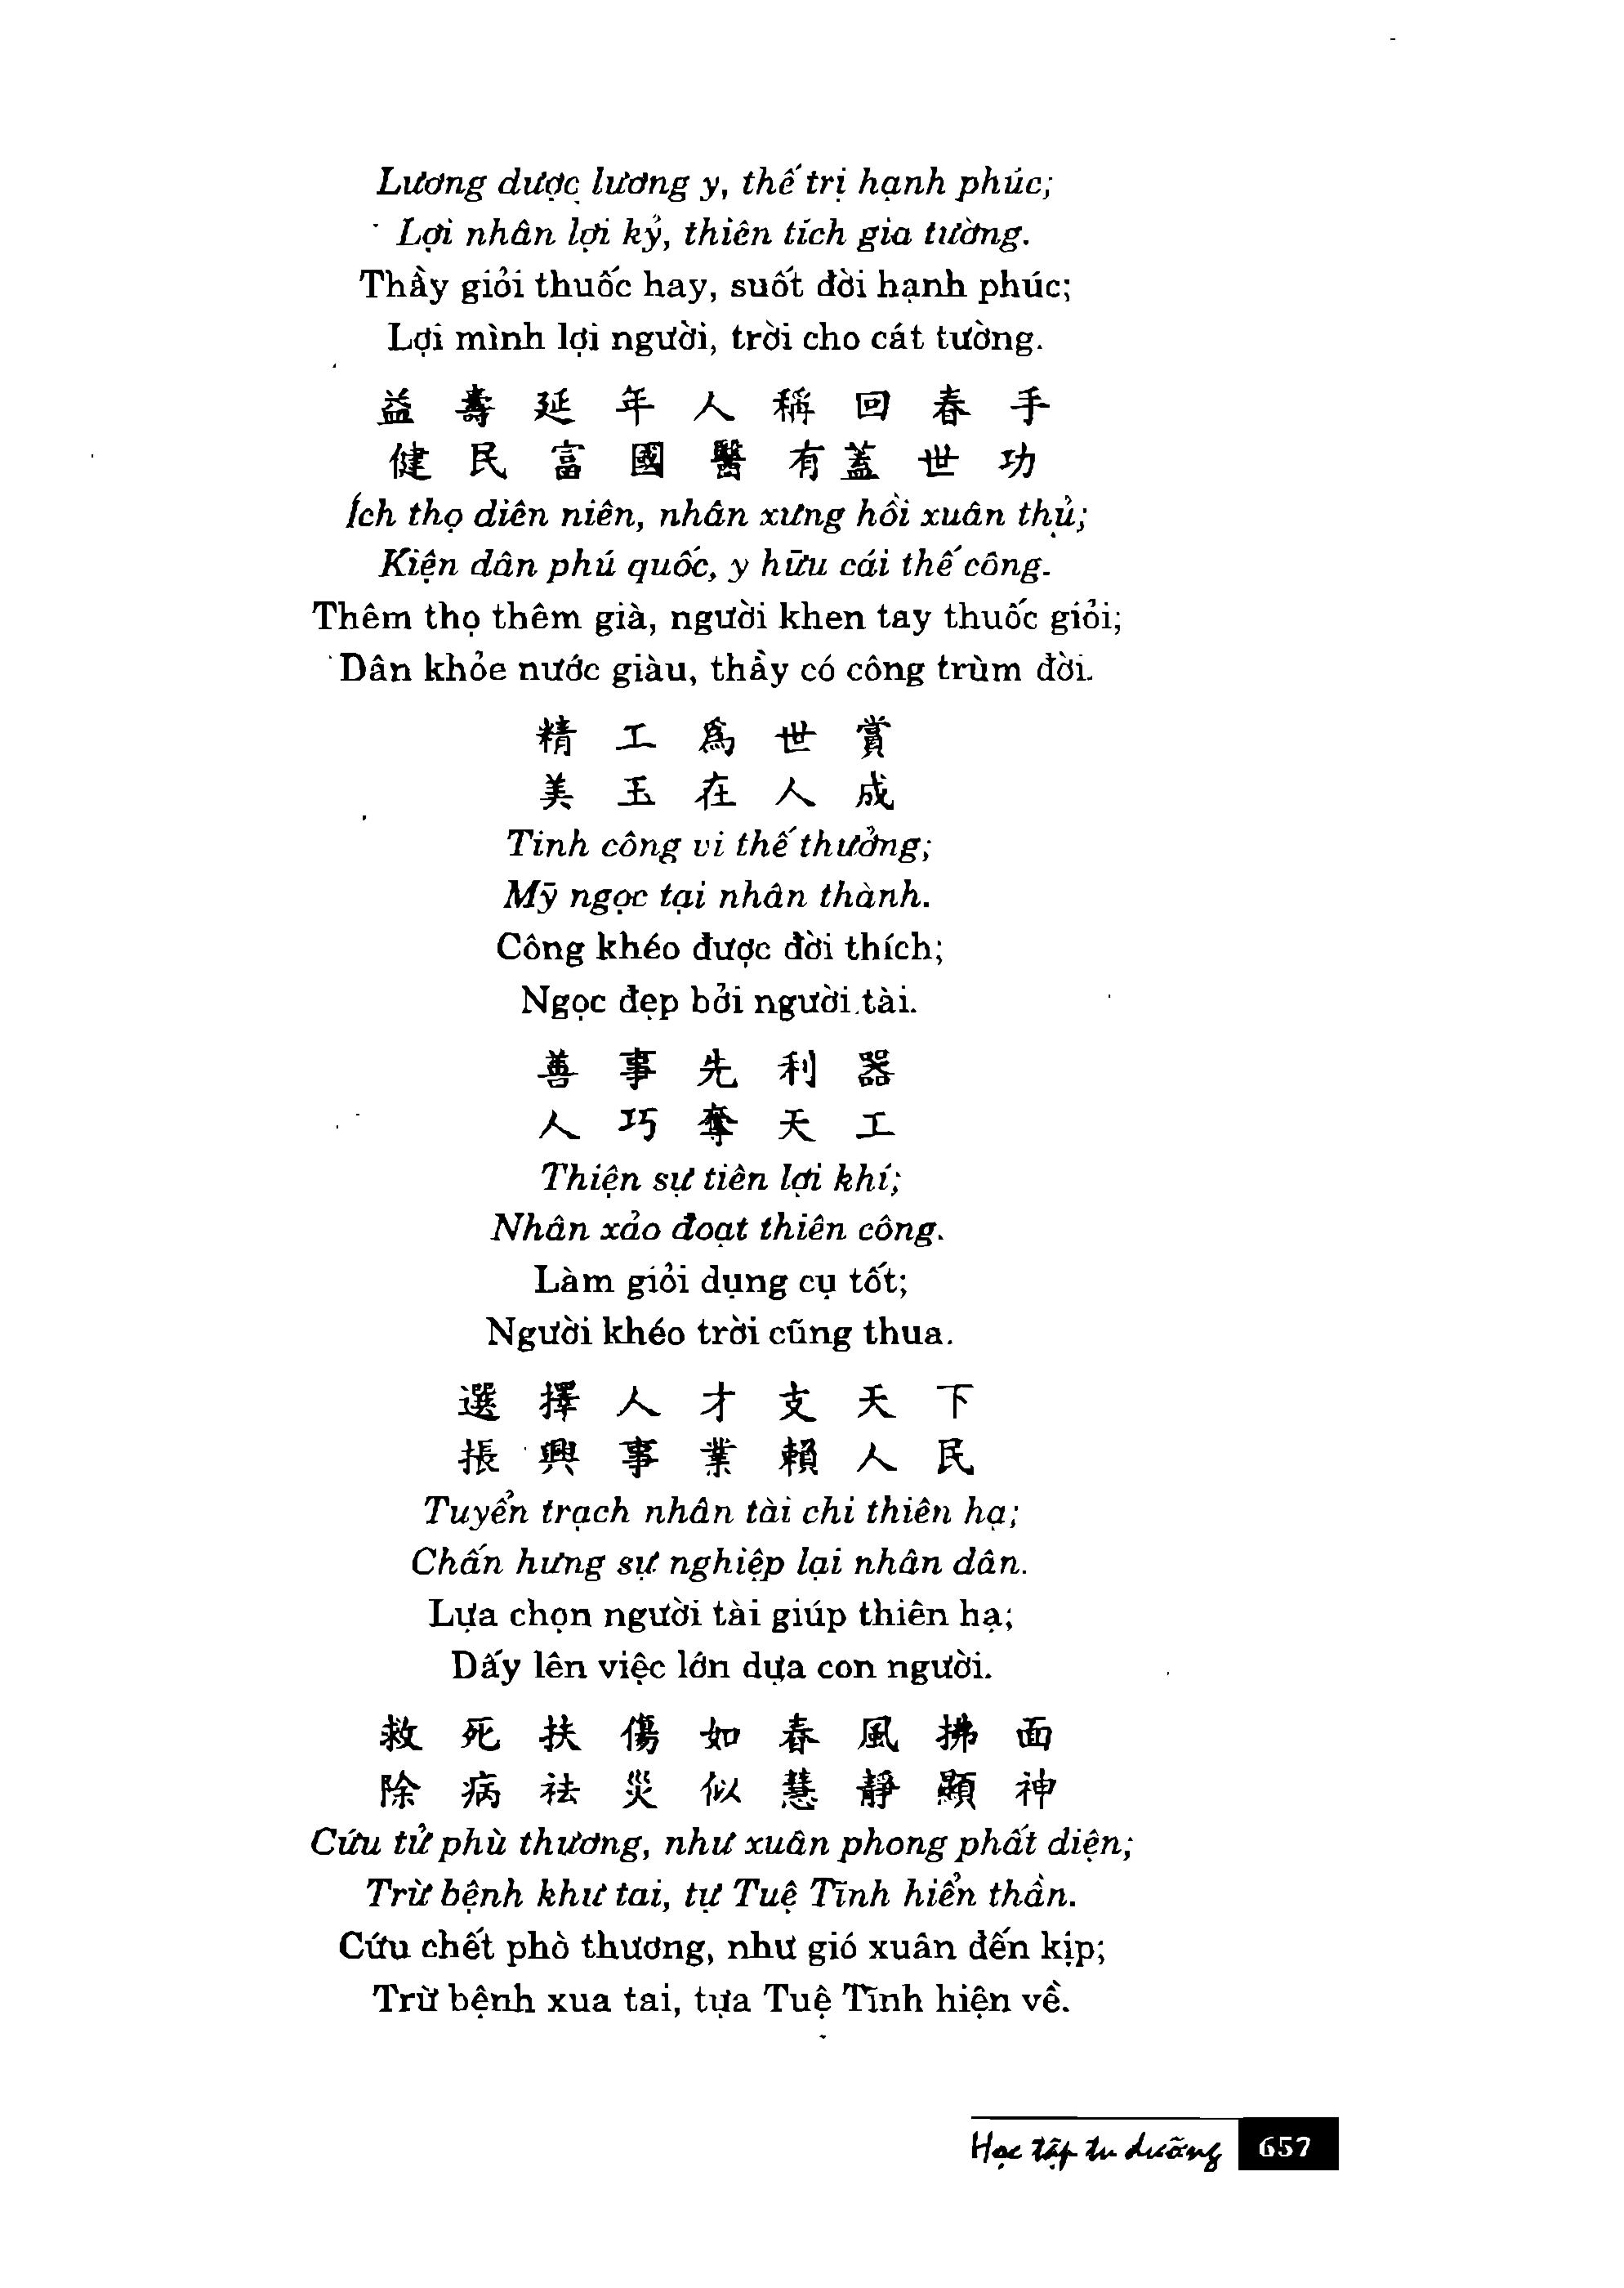 Lương dược lương y, thế trị hạnh phúc;
Lợi nhân lợi kỷ, thiên tích gia tường.
Thầy giỏi thuốc hay, suốt đời hạnh phúc;
Lợi mình lợi người, trời cho cát tường.
益壽延年人稱回春手
健民富國醫有蓋世功
Ích thọ diên niên, nhân xưng hồi xuân thủ;
Kiện dân phú quốc, y hữu cái thế công.
Thêm thọ thêm già, người khen tay thuốc giỏi;
Dân khỏe nước giàu, thầy có công trùm đời.
精工為世賞
美玉在人成
Tinh công vi thế thưởng;
Mỹ ngọc tại nhân thành.
Công khéo được đời thích;
Ngọc đẹp bởi người tài.
善事先利器
人巧奪天工
Thiện sự tiên lợi khí;
Nhân xảo đoạt thiên công.
Làm giỏi dụng cụ tốt;
Người khéo trời cũng thua.
選擇人才支天下
振興事業賴人民
Tuyển trạch nhân tài chi thiên hạ;
Chấn hưng sự nghiệp lại nhân dân.
Lựa chọn người tài giúp thiên hạ;
Dấy lên việc lớn dựa con người.
救死扶傷如春風拂面
除病祛災似慧靜顯神
Cứu tử phù thương, như xuân phong phất diện;
Trừ bệnh khư tai, tự Tuệ Tĩnh hiển thần.
Cứu chết phò thương, như gió xuân đến kịp;
Trừ bệnh xua tai, tựa Tuệ Tĩnh hiện về.
Học tập tu dưỡng 657